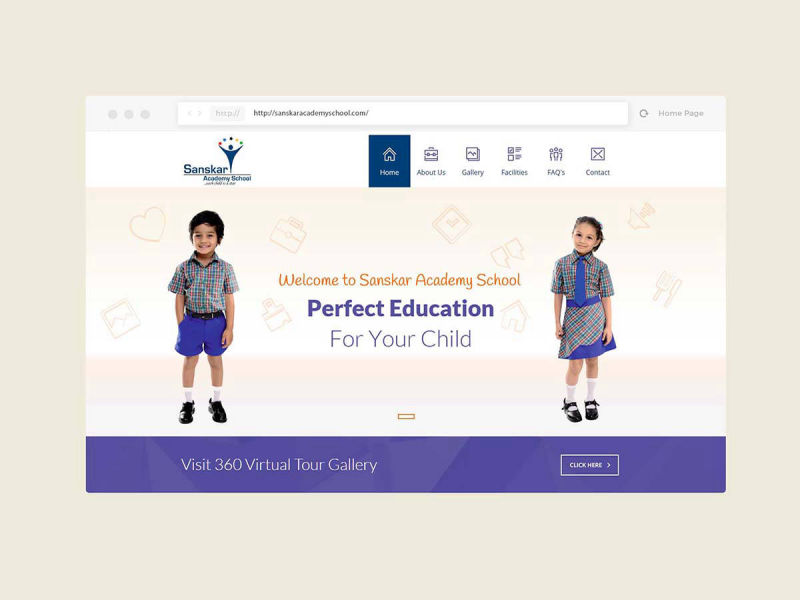 http://
http://sanskaracademyschool.com/
Home Page
Sanskar
Academy School
...each child is a star
Home
About Us
Gallery
Facilities
FAQ's
Contact
Welcome to Sanskar Academy School
Perfect Education
For Your Child
Visit 360 Virtual Tour Gallery
CLICK HERE